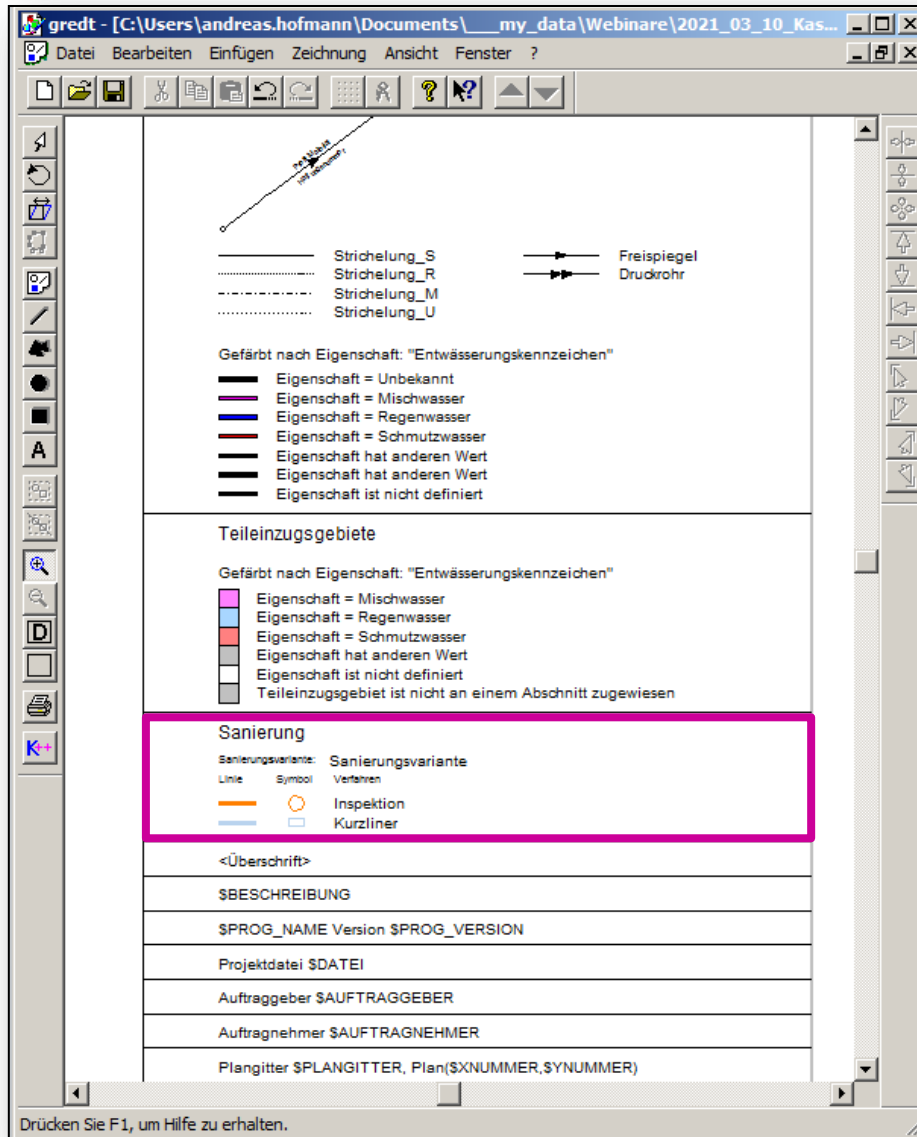 gredt - [C:\Users\andreas.hofmann\Documents\___my_data\Webinare\2021_03_10_Kas...
Datei Bearbeiten Einfügen Zeichnung Ansicht Fenster ?
Strichelung_S
Freispiegel
Strichelung_R
Druckrohr
Strichelung_M
Strichelung_U
Gefärbt nach Eigenschaft: "Entwässerungskennzeichen"
Eigenschaft = Unbekannt
Eigenschaft = Mischwasser
Eigenschaft = Regenwasser
Eigenschaft = Schmutzwasser
Eigenschaft hat anderen Wert
Eigenschaft hat anderen Wert
Eigenschaft ist nicht definiert
Teileinzugsgebiete
Gefärbt nach Eigenschaft: "Entwässerungskennzeichen"
Eigenschaft = Mischwasser
Eigenschaft = Regenwasser
Eigenschaft = Schmutzwasser
Eigenschaft hat anderen Wert
Eigenschaft ist nicht definiert
Teileinzugsgebiet ist nicht an einem Abschnitt zugewiesen
Sanierung
Sanierungsvariante: Sanierungsvariante
Linie Symbol Verfahren
Inspektion
Kurzliner
<Überschrift>
$BESCHREIBUNG
$PROG_NAME Version $PROG_VERSION
Projektdatei $DATEI
Auftraggeber $AUFTRAGGEBER
Auftragnehmer $AUFTRAGNEHMER
Plangitter $PLANGITTER, Plan($XNUMMER,$YNUMMER)
A
D
K++
Drücken Sie F1, um Hilfe zu erhalten.